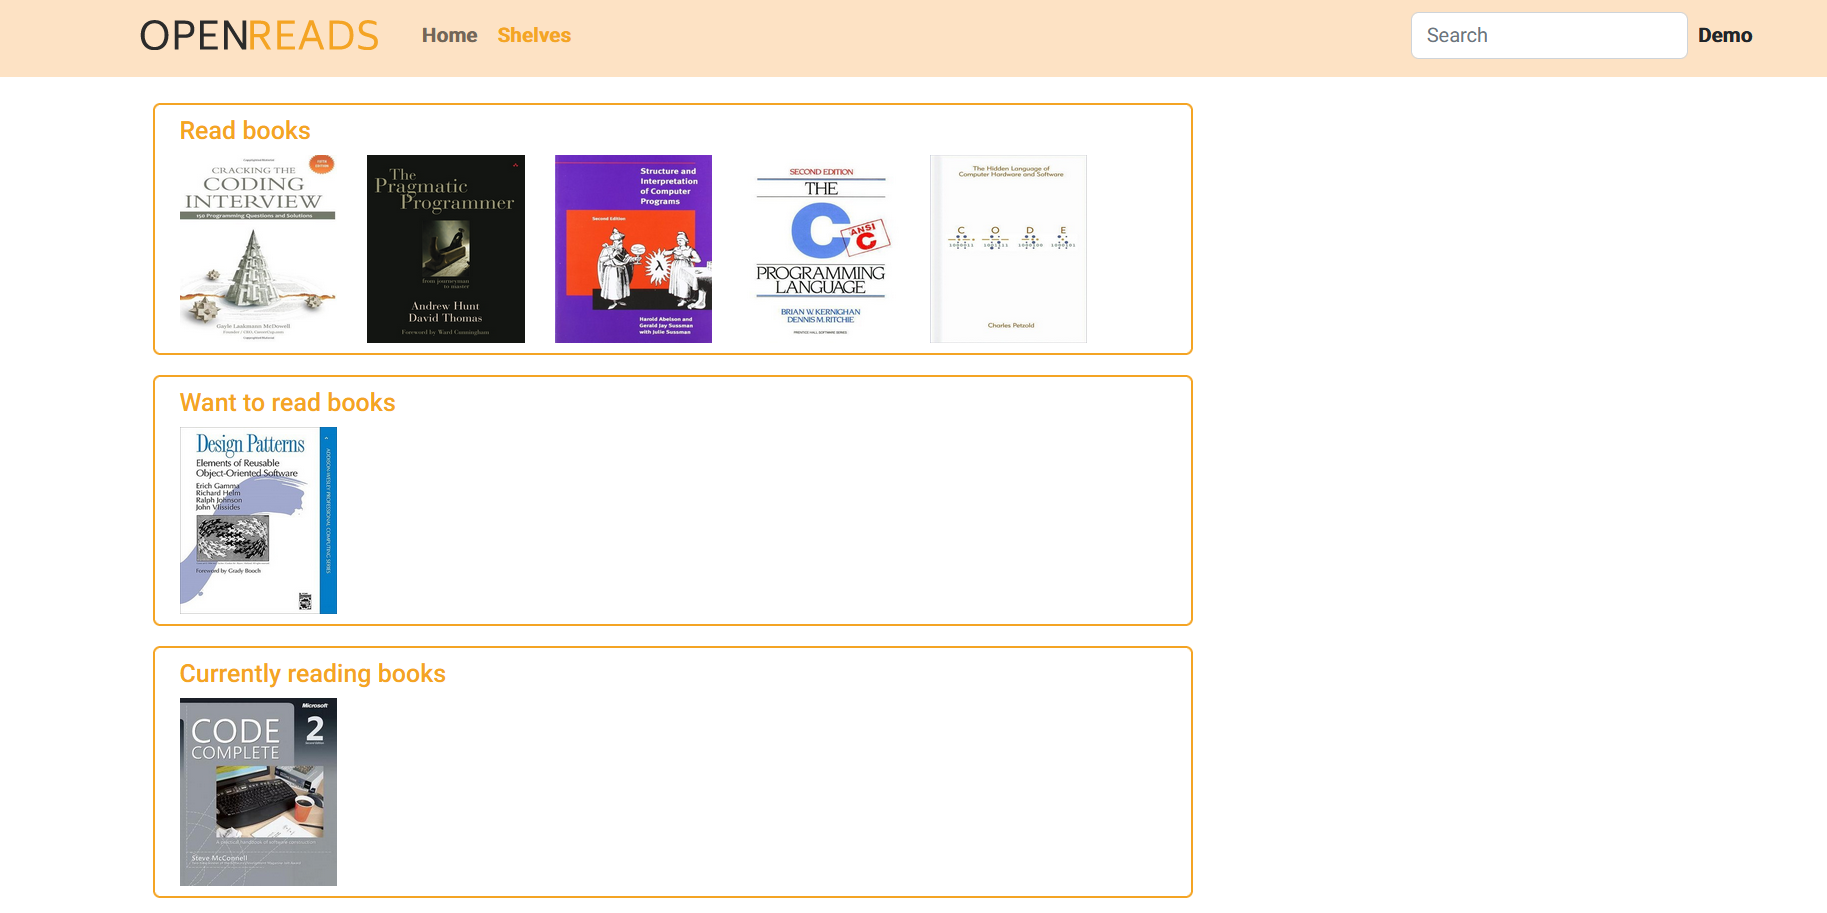 OPENREADS Home Shelves Search Demo
Read books
CRACKING THE
CODING
INTERVIEW
150 Programming Questions and Solutions
Gayle Laakmann McDowell
The
Pragmatic
Programmer
from journeyman
to master
Andrew Hunt
David Thomas
Foreword by Ward Cunningham
Structure and
Interpretation
of Computer
Programs
Second Edition
λ
Harold Abelson and
Gerald Jay Sussman
with Julie Sussman
SECOND EDITION
THE
C
ANSI
C
PROGRAMMING
LANGUAGE
BRIAN W. KERNIGHAN
DENNIS M. RITCHIE
PRENTICE HALL SOFTWARE SERIES
The Hidden Language of
Computer Hardware and Software
C O D E
Charles Petzold
Want to read books
Design Patterns
Elements of Reusable
Object-Oriented Software
Erich Gamma
Richard Helm
Ralph Johnson
John Vlissides
Foreword by Grady Booch
ADDISON-WESLEY PROFESSIONAL COMPUTING SERIES
Currently reading books
Microsoft
CODE 2
COMPLETE
Second Edition
A practical handbook of software construction
Steve McConnell